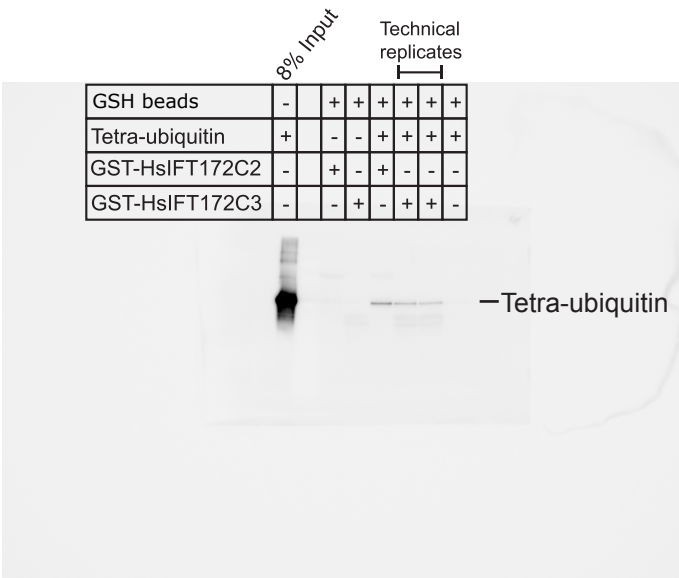 Technical
replicates
8% Input
GSH beads - + + + + + +
Tetra-ubiquitin + - - + + + +
GST-HsIFT172C2 - + - + - - -
GST-HsIFT172C3 - - + - + + -
Tetra-ubiquitin